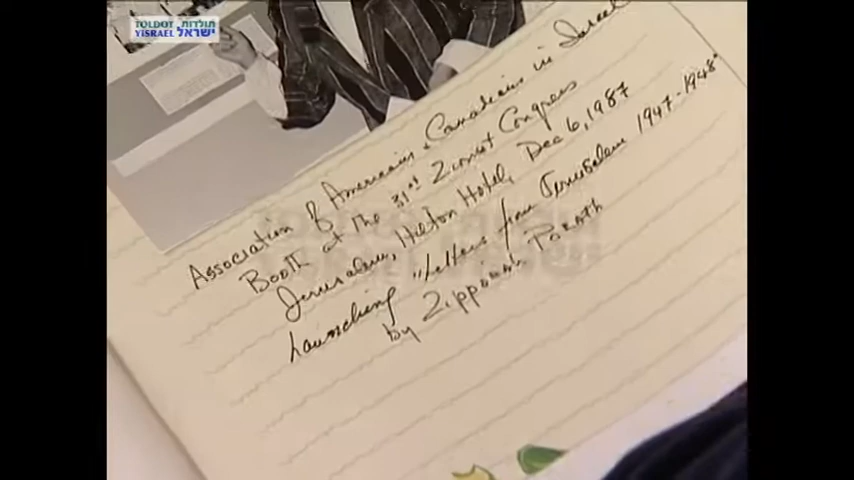 TOLDOT תולדות
YISRAEL ישראל
Association of Americans & Canadians in Israel
Booth at the 31st Zionist Congress
Jerusalem, Hilton Hotel, Dec 6, 1987
Launching "Letters from Jerusalem 1947-1948"
by Zipporah Porath